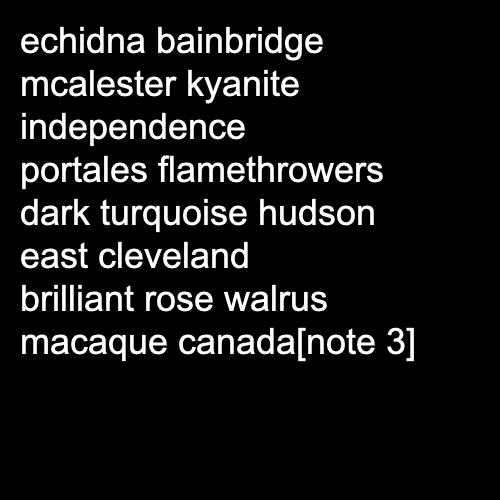 echidna bainbridge
mcalester kyanite
independence
portales flamethrowers
dark turquoise hudson
east cleveland
brilliant rose walrus
macaque canada[note 3]